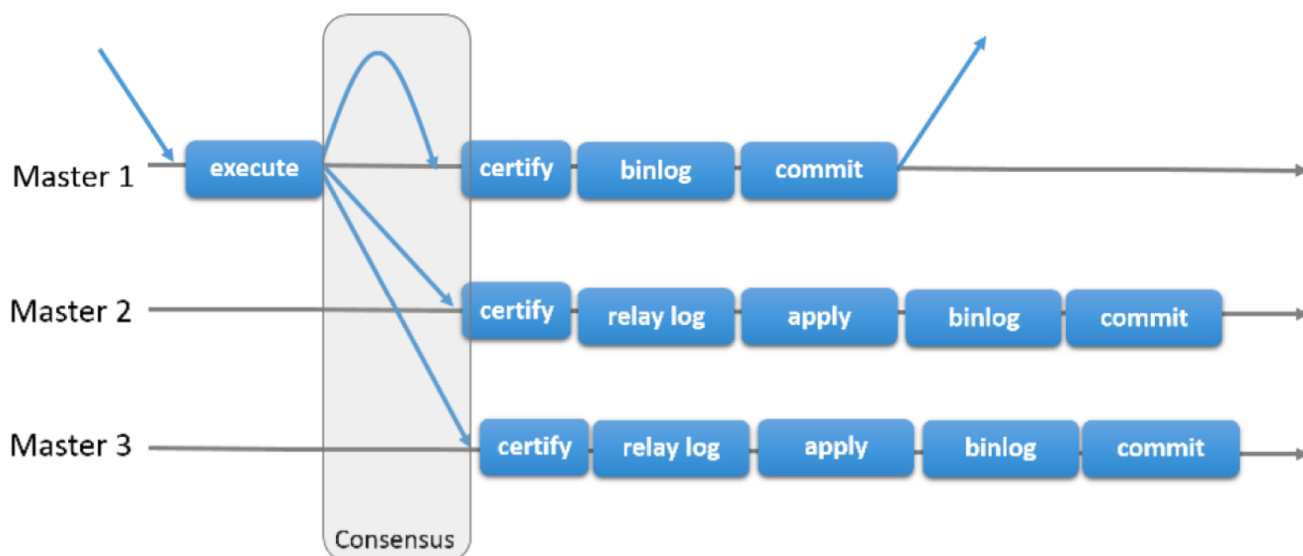 Master 1 execute certify binlog commit
Master 2 certify relay log apply binlog commit
Master 3 certify relay log apply binlog commit
Consensus